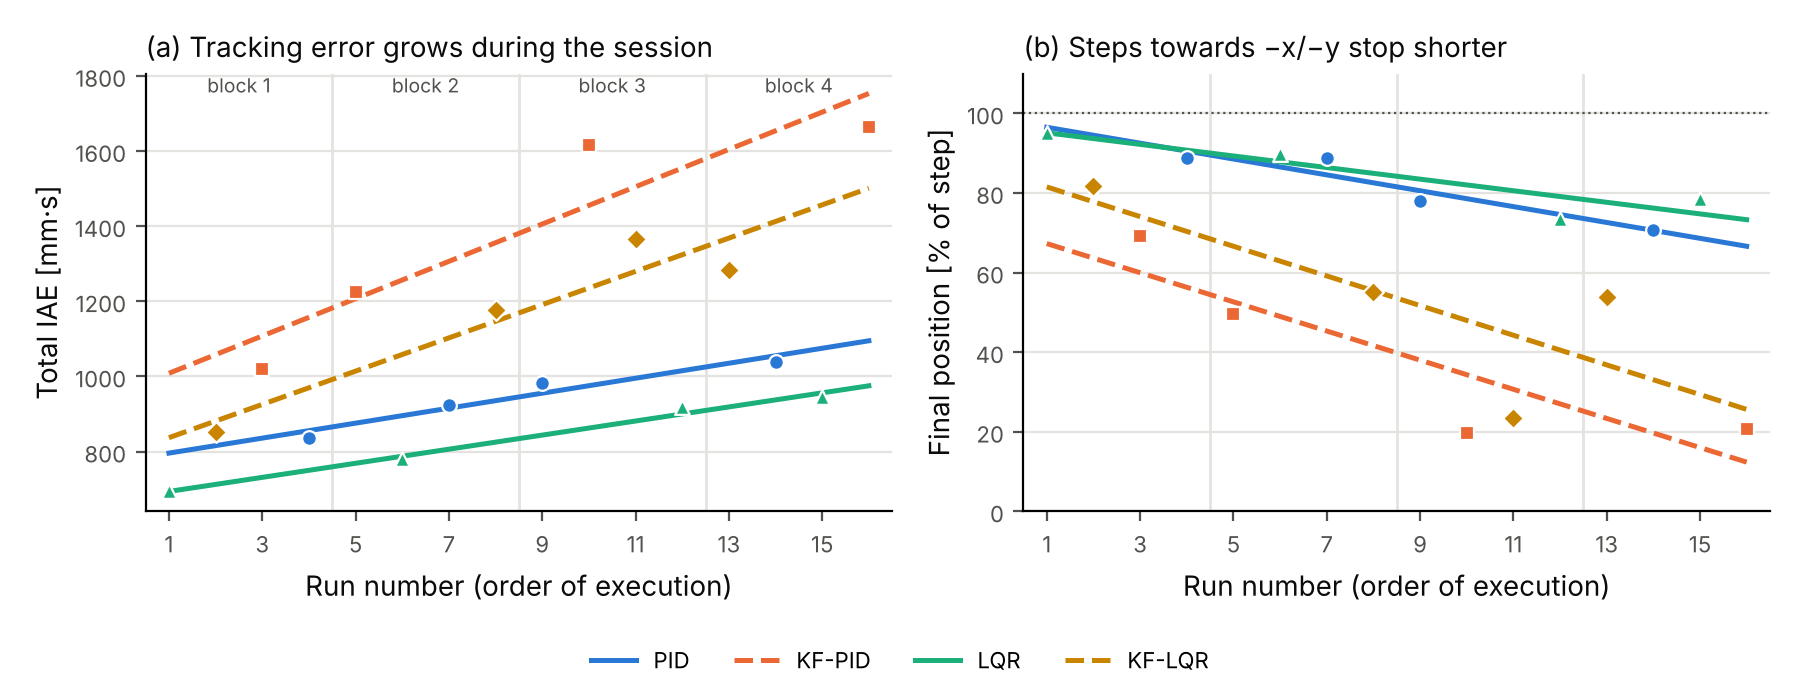 (a) Tracking error grows during the session
block 1 block 2 block 3 block 4
1800
1600
1400
1200
1000
800
Total IAE [mm·s]
1 3 5 7 9 11 13 15
Run number (order of execution)
(b) Steps towards −x/−y stop shorter
100
80
60
40
20
0
Final position [% of step]
1 3 5 7 9 11 13 15
Run number (order of execution)
PID KF-PID LQR KF-LQR